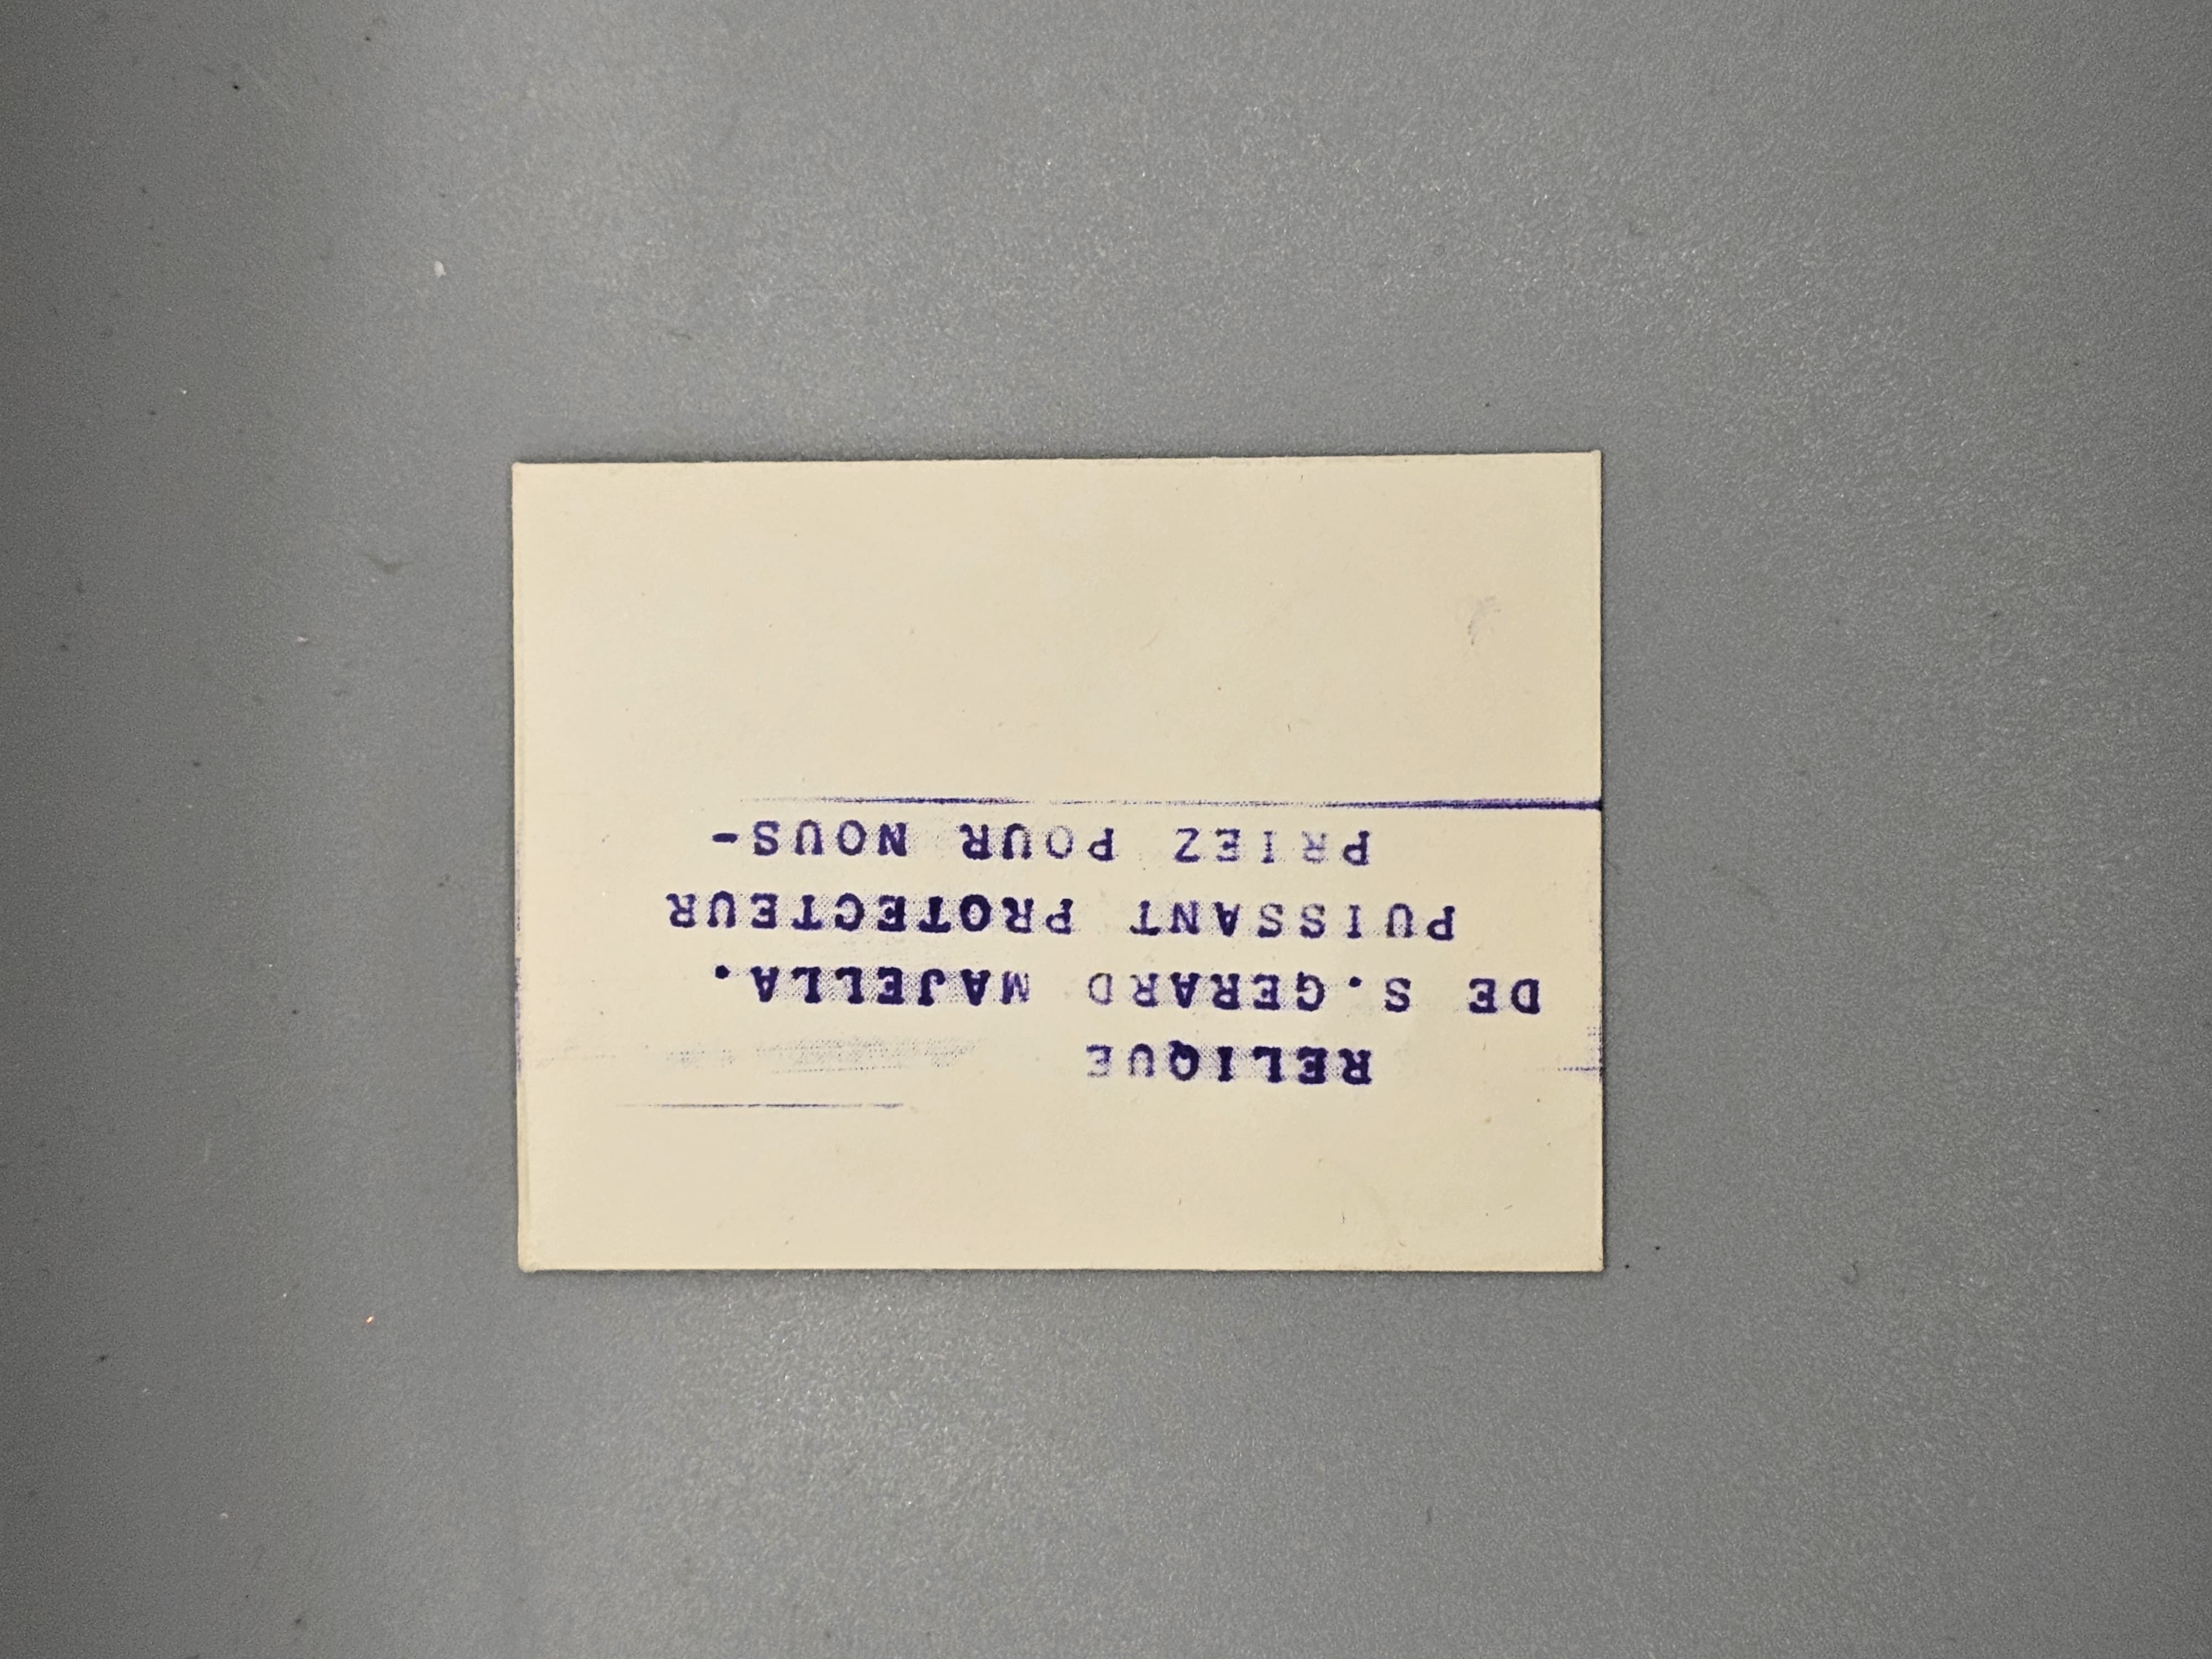 RELIQUE
DE S.GERARD MAJELLA.
PUISSANT PROTECTEUR
PRIEZ POUR NOUS-